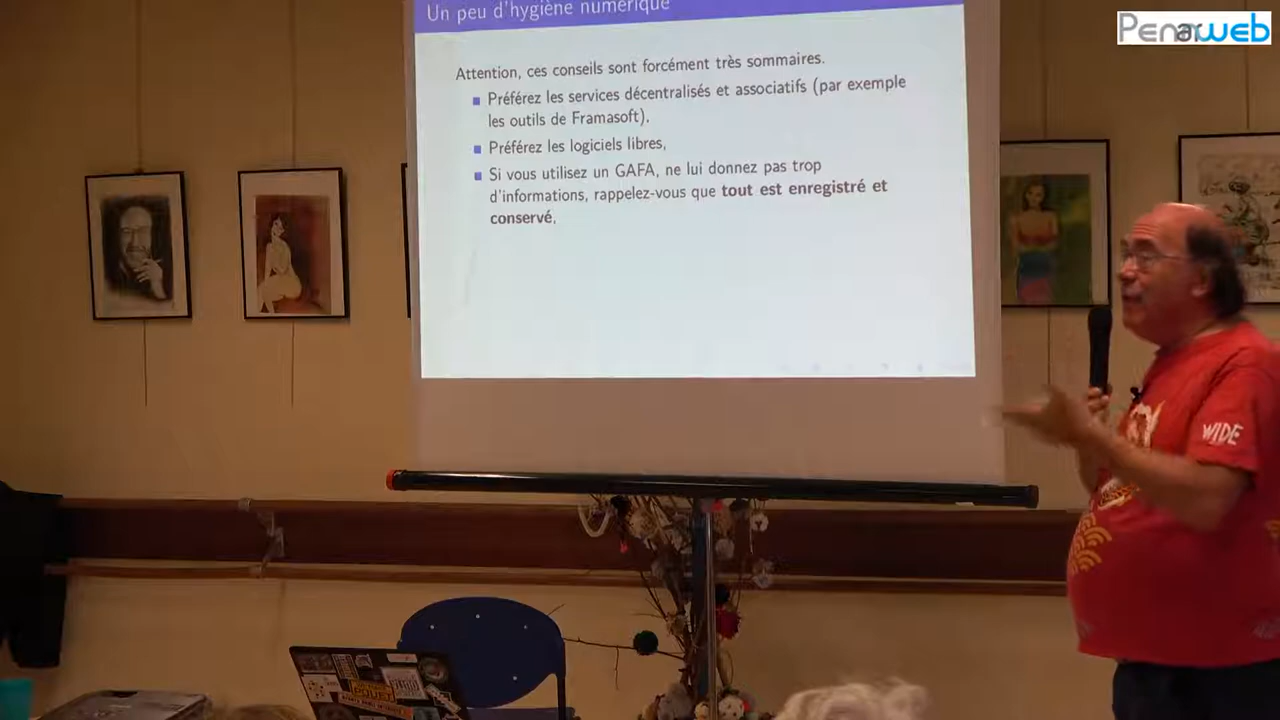 Un peu d'hygiène numérique
Penarweb
Attention, ces conseils sont forcément très sommaires.
Préférez les services décentralisés et associatifs (par exemple
les outils de Framasoft),
Préférez les logiciels libres,
Si vous utilisez un GAFA, ne lui donnez pas trop
d'informations, rappelez-vous que tout est enregistré et
conservé,
WIDE